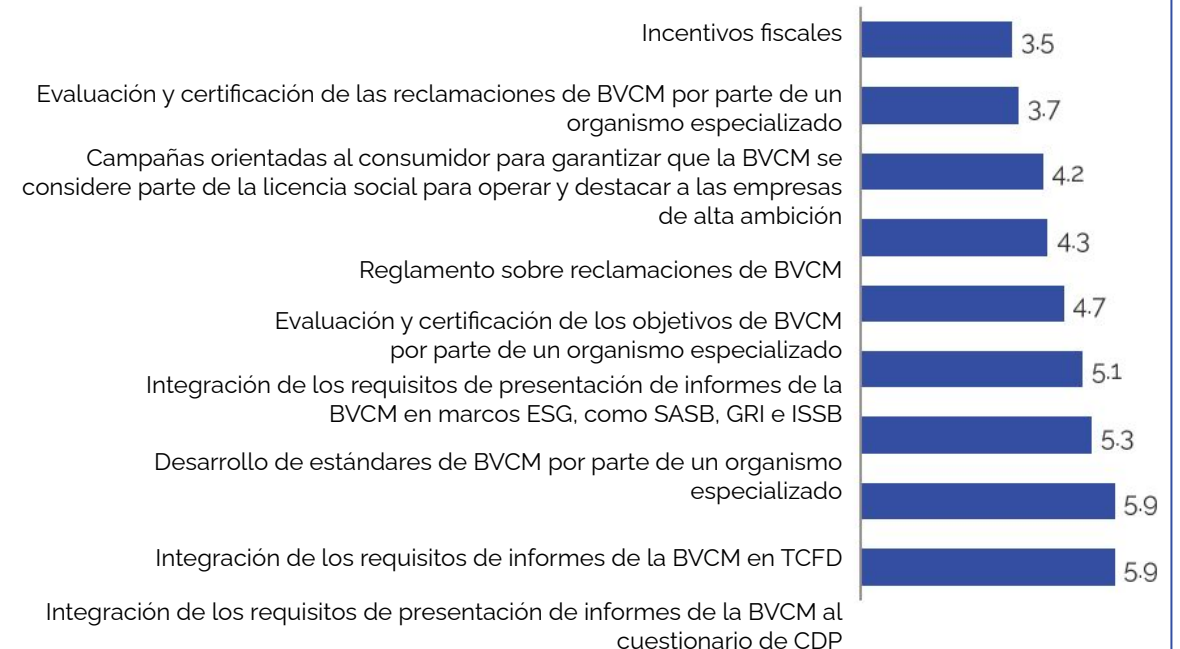 Incentivos fiscales
3.5
Evaluación y certificación de las reclamaciones de BVCM por parte de un
organismo especializado
3.7
Campañas orientadas al consumidor para garantizar que la BVCM se
considere parte de la licencia social para operar y destacar a las empresas
de alta ambición
4.2
4.3
Reglamento sobre reclamaciones de BVCM
4.7
Evaluación y certificación de los objetivos de BVCM
por parte de un organismo especializado
5.1
Integración de los requisitos de presentación de informes de la
BVCM en marcos ESG, como SASB, GRI e ISSB
5.3
Desarrollo de estándares de BVCM por parte de un organismo
especializado
5.9
Integración de los requisitos de informes de la BVCM en TCFD
5.9
Integración de los requisitos de presentación de informes de la BVCM al
cuestionario de CDP